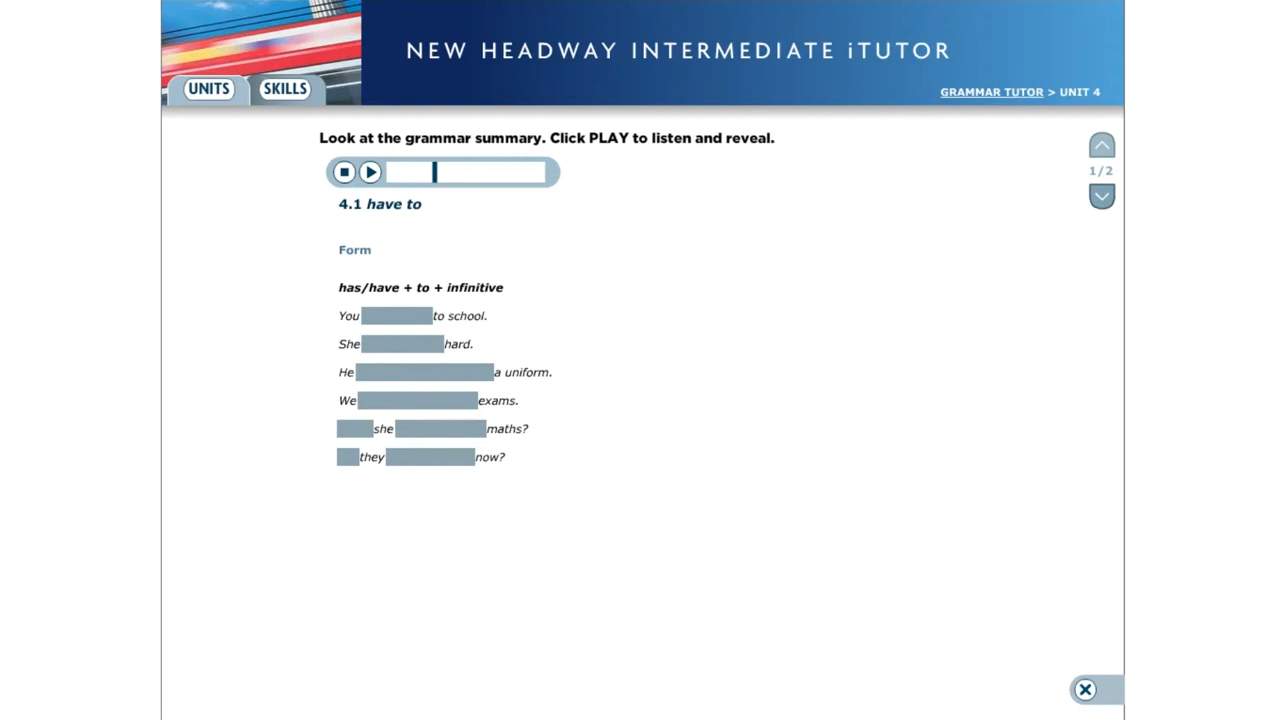 NEW HEADWAY INTERMEDIATE iTUTOR
UNITS
SKILLS
GRAMMAR TUTOR > UNIT 4
Look at the grammar summary. Click PLAY to listen and reveal.
1/2
4.1 have to
Form
has/have + to + infinitive
You to school.
She hard.
He a uniform.
We exams.
she maths?
they now?